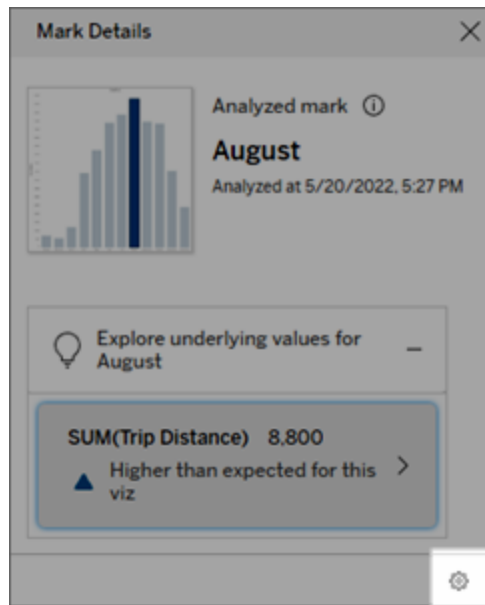 Mark Details
Analyzed mark
August
Analyzed at 5/20/2022, 5:27 PM
Explore underlying values for
August
SUM(Trip Distance) 8,800
Higher than expected for this
viz